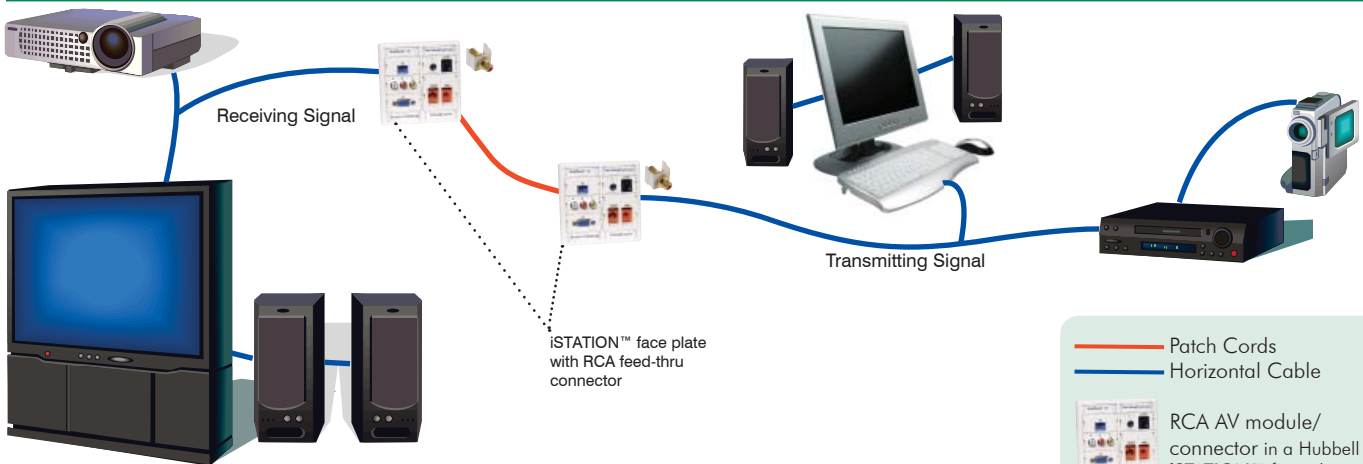 Receiving Signal
Transmitting Signal
iSTATION™ face plate
with RCA feed-thru
connector
Patch Cords
Horizontal Cable
RCA AV module/
connector in a Hubbell